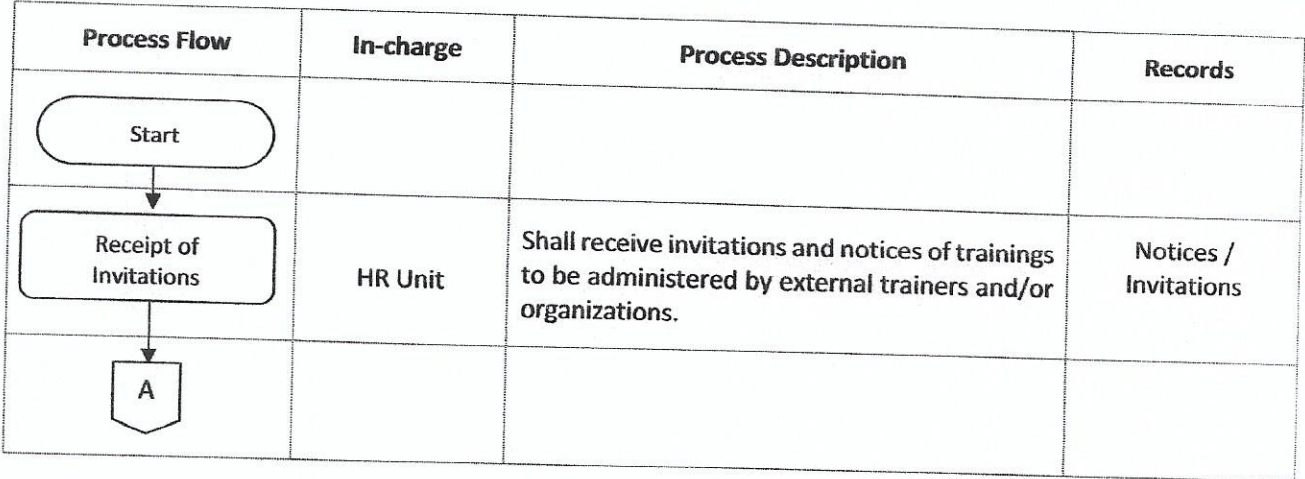 Process Flow
In-charge
Process Description
Records
Start
Receipt of
Invitations
HR Unit
Shall receive invitations and notices of trainings
to be administered by external trainers and/or
organizations.
Notices /
Invitations
A